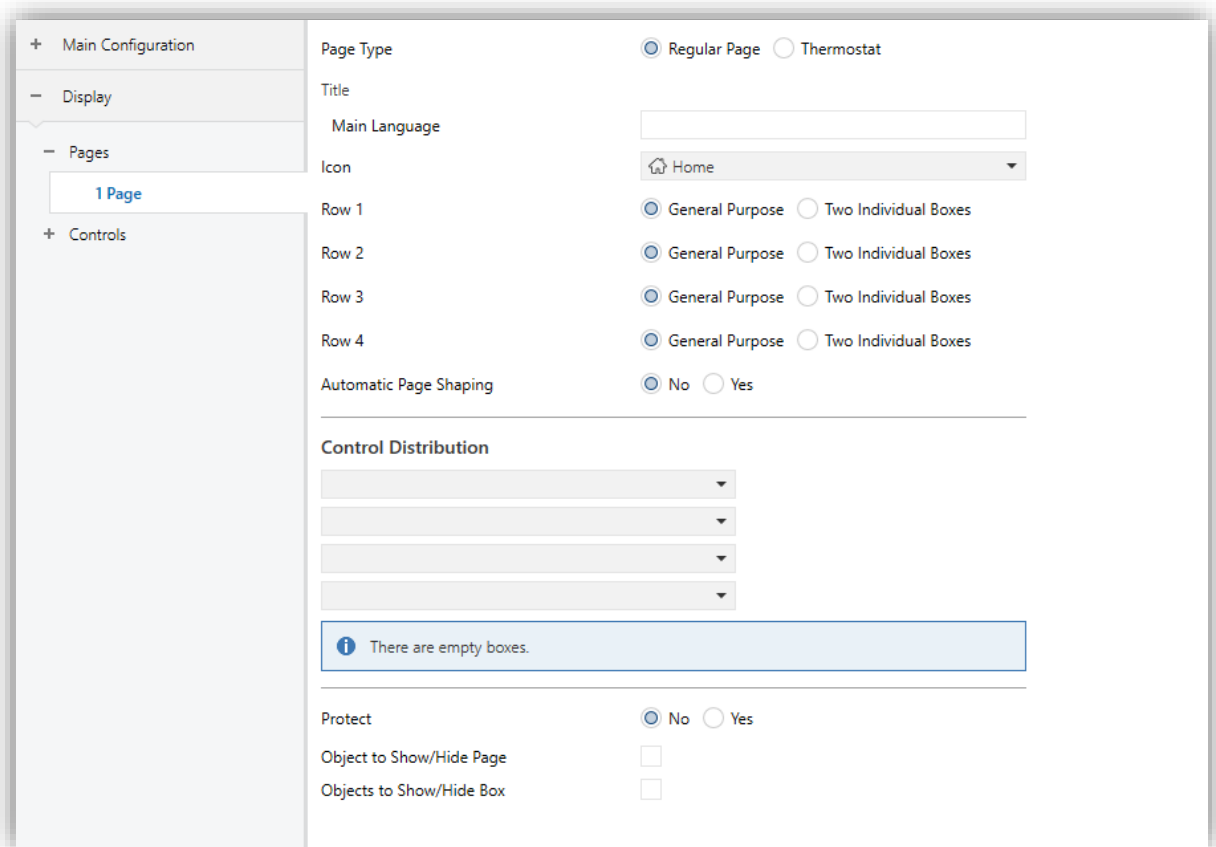 Main Configuration
Display
Pages
1 Page
Controls
Page Type Regular Page Thermostat
Title
Main Language
Icon Home
Row 1 General Purpose Two Individual Boxes
Row 2 General Purpose Two Individual Boxes
Row 3 General Purpose Two Individual Boxes
Row 4 General Purpose Two Individual Boxes
Automatic Page Shaping No Yes
Control Distribution
There are empty boxes.
Protect No Yes
Object to Show/Hide Page
Objects to Show/Hide Box